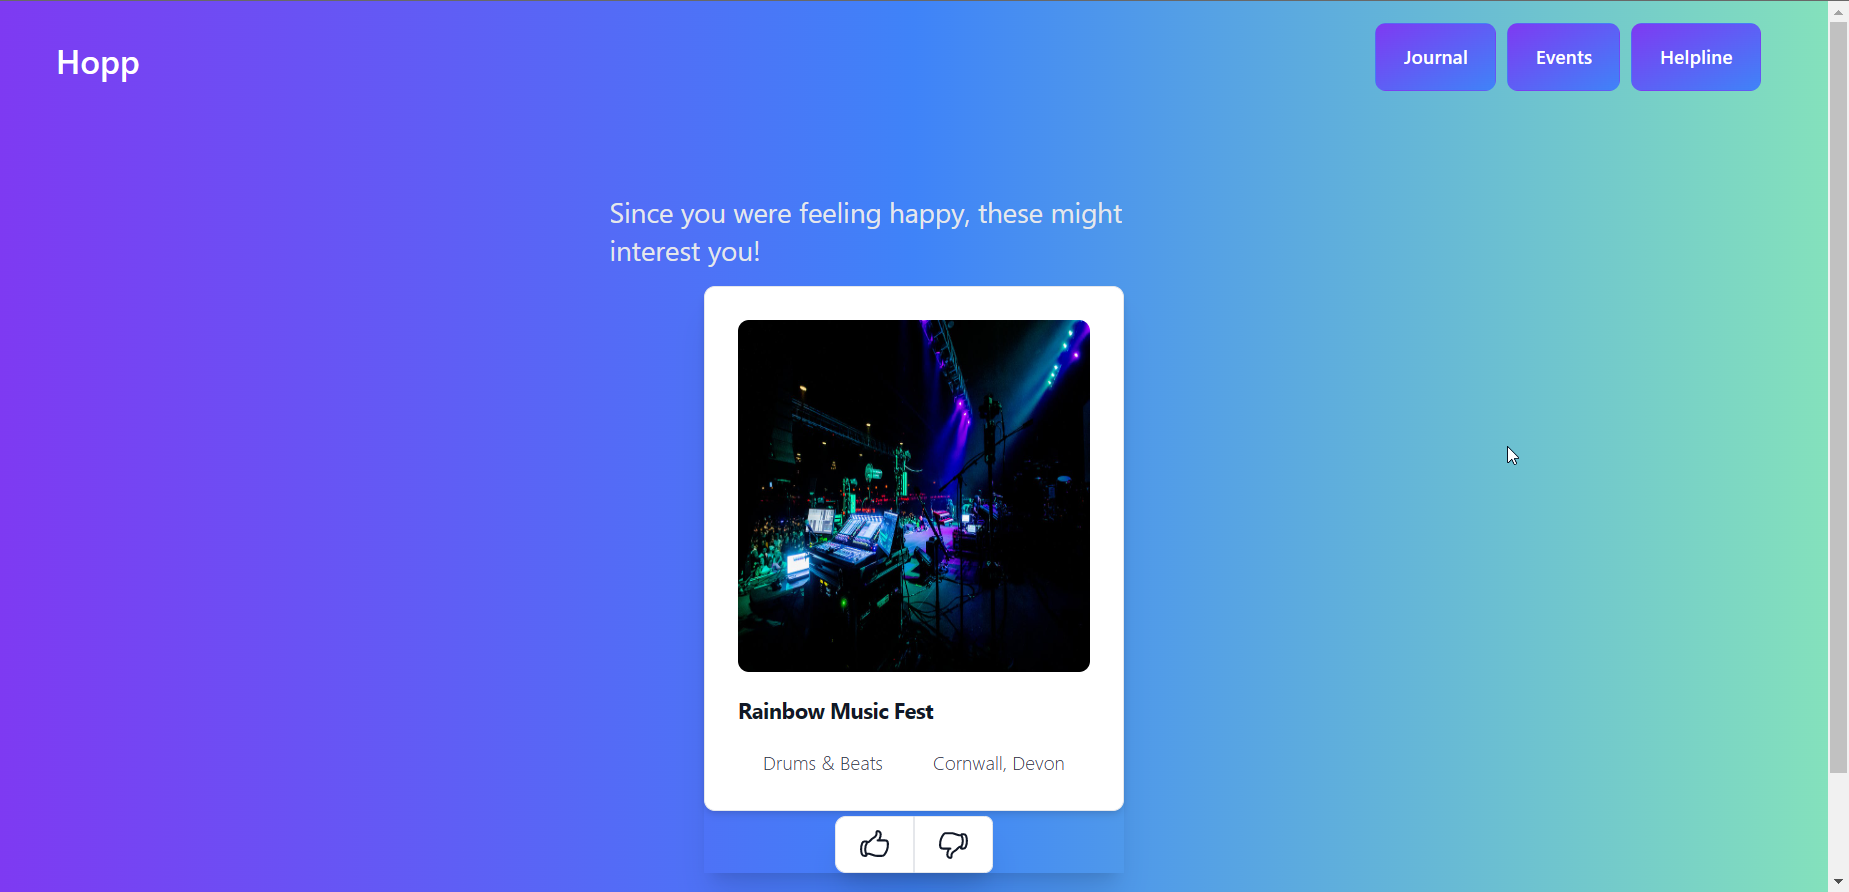 Hopp
Journal
Events
Helpline
Since you were feeling happy, these might
interest you!
Rainbow Music Fest
Drums & Beats
Cornwall, Devon